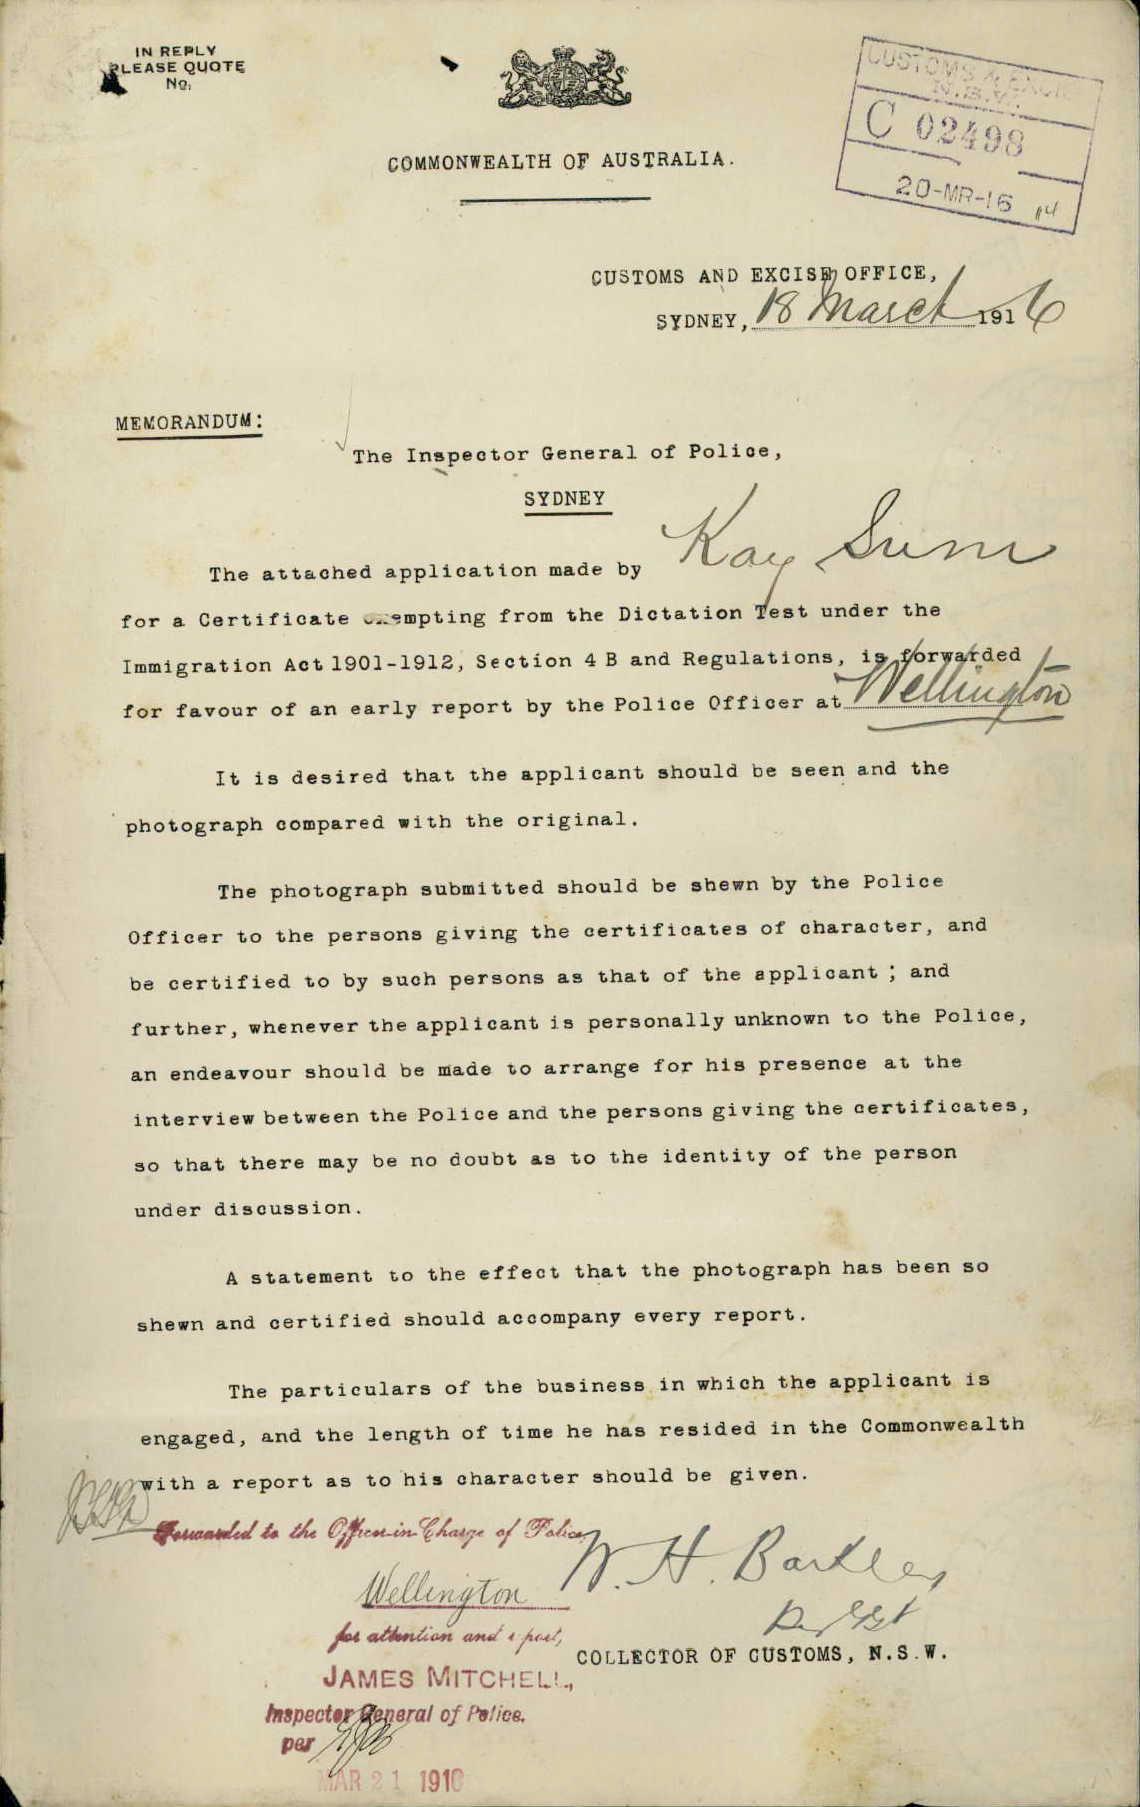 IN REPLY
PLEASE QUOTE
No.
CUSTOMS & EXCISE
N.S.W.
C 02498
20-MR-16
COMMONWEALTH OF AUSTRALIA.
CUSTOMS AND EXCISE OFFICE,
SYDNEY, 18 March 1916
MEMORANDUM:
The Inspector General of Police,
SYDNEY
The attached application made by Kay Sum
for a Certificate exempting from the Dictation Test under the
Immigration Act 1901-1912, Section 4 B and Regulations, is forwarded
for favour of an early report by the Police Officer at Wellington
It is desired that the applicant should be seen and the
photograph compared with the original.
The photograph submitted should be shewn by the Police
Officer to the persons giving the certificates of character, and
be certified to by such persons as that of the applicant ; and
further, whenever the applicant is personally unknown to the Police,
an endeavour should be made to arrange for his presence at the
interview between the Police and the persons giving the certificates,
so that there may be no doubt as to the identity of the person
under discussion.
A statement to the effect that the photograph has been so
shewn and certified should accompany every report.
The particulars of the business in which the applicant is
engaged, and the length of time he has resided in the Commonwealth
with a report as to his character should be given.
Forwarded to the Officer-in-Charge of Police,
Wellington
for attention and report,
JAMES MITCHELL,
Inspector General of Police.
per
MAR 21 1916
W. H. Barkley
COLLECTOR OF CUSTOMS, N.S.W.